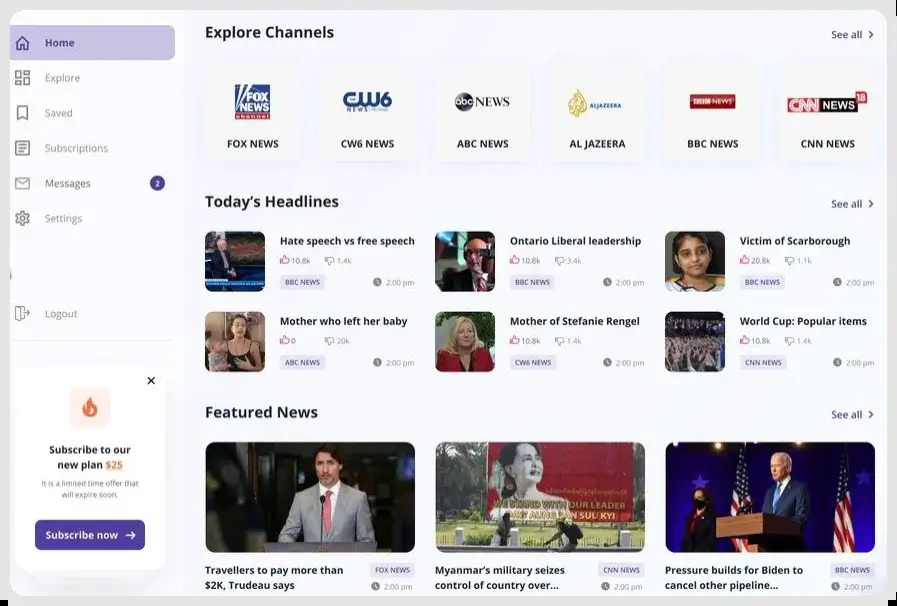 Home
Explore
Saved
Subscriptions
Messages
2
Settings
Logout
Subscribe to our
new plan $25
It is a limited time offer that
will expire soon.
Subscribe now
Explore Channels
See all
FOX
NEWS
channel
CW6
NEWS
abc NEWS
ALJAZEERA
BBC NEWS
CNN NEWS 18
FOX NEWS
CW6 NEWS
ABC NEWS
AL JAZEERA
BBC NEWS
CNN NEWS
Today's Headlines
See all
Hate speech vs free speech
10.8k 1.4k
BBC NEWS 2:00 pm
Ontario Liberal leadership
10.8k 3.4k
BBC NEWS 2:00 pm
Victim of Scarborough
20.8k 1.1k
BBC NEWS 2:00 pm
Mother who left her baby
0 20k
ABC NEWS 2:00 pm
Mother of Stefanie Rengel
10.8k 1.4k
CW6 NEWS 2:00 pm
World Cup: Popular items
10.8k 1.4k
CNN NEWS 2:00 pm
Featured News
See all
WE STAND WITH OUR LEADER
DAW AUNG SAN SUU KYI
Travellers to pay more than
$2K, Trudeau says
FOX NEWS
2:00 pm
Myanmar's military seizes
control of country over...
CNN NEWS
2:00 pm
Pressure builds for Biden to
cancel other pipeline...
BBC NEWS
2:00 pm